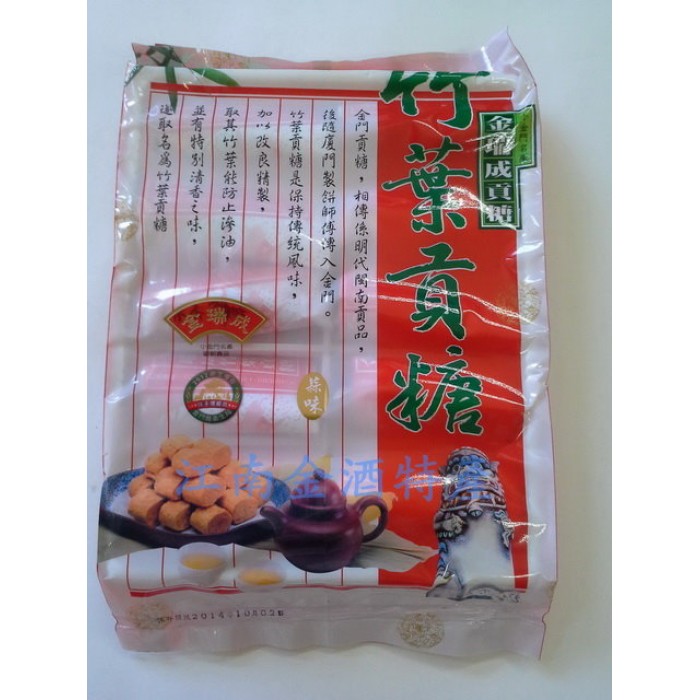 竹葉貢糖
金瑞成貢糖
金門貢糖，相傳係明代閩南貢品，
後隨廈門製餅師傅傳入金門。
竹葉貢糖是保持傳統風味，
加以改良精製，
取其竹葉能防止滲油，
並有特別清香之味，
故取名為竹葉貢糖
金瑞成
柴味
江南金酒特產